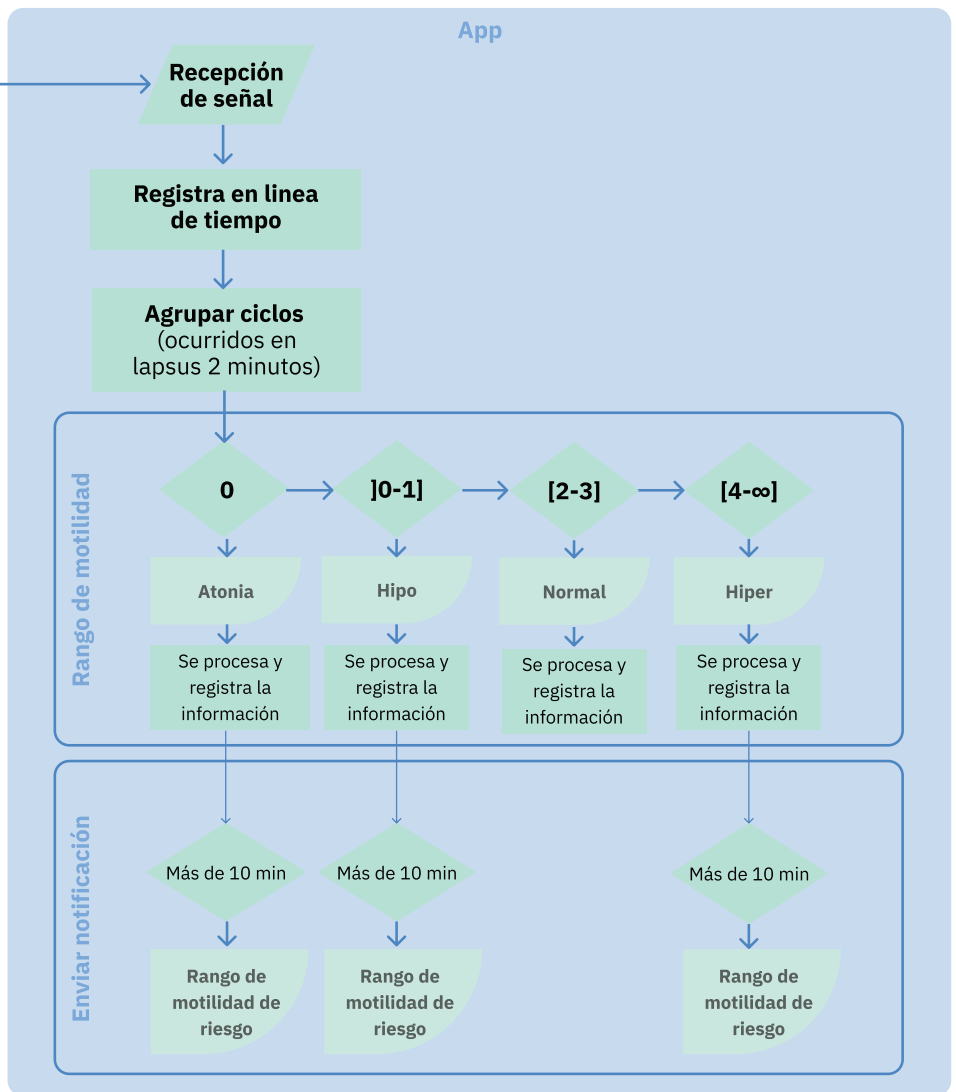 App
Recepción
de señal
Registra en linea
de tiempo
Agrupar ciclos
(ocurridos en
lapsus 2 minutos)
Rango de motilidad
0
]0-1]
[2-3]
[4-∞]
Atonia
Hipo
Normal
Hiper
Se procesa y
registra la
información
Se procesa y
registra la
información
Se procesa y
registra la
información
Se procesa y
registra la
información
Enviar notificación
Más de 10 min
Más de 10 min
Más de 10 min
Rango de
motilidad de
riesgo
Rango de
motilidad de
riesgo
Rango de
motilidad de
riesgo